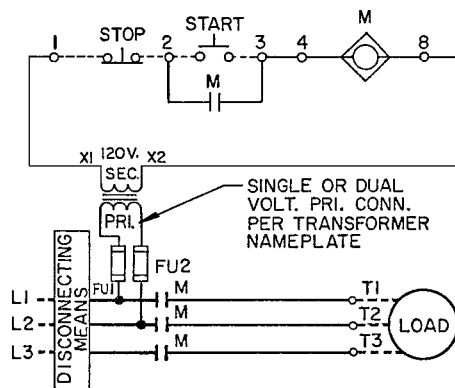 STOP
START
M
1
2
3
4
8
M
X1
120V.
X2
SEC.
PRI.
SINGLE OR DUAL
VOLT. PRI. CONN.
PER TRANSFORMER
NAMEPLATE
DISCONNECTING
MEANS
FU1
FU2
L1
M
T1
L2
M
T2
LOAD
L3
M
T3